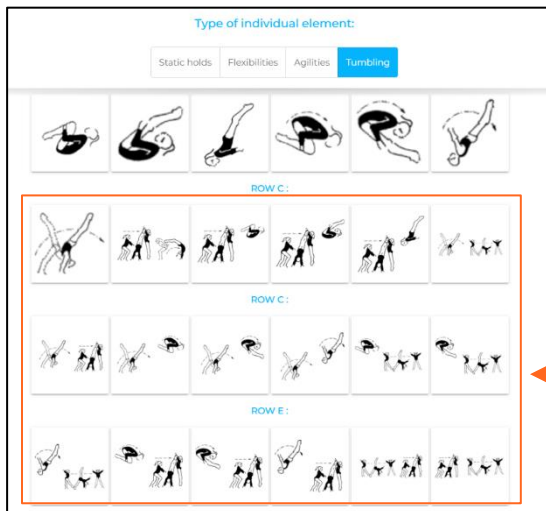 Type of individual element:
Static holds Flexibilities Agilities Tumbling
ROW C :
ROW C :
ROW E :